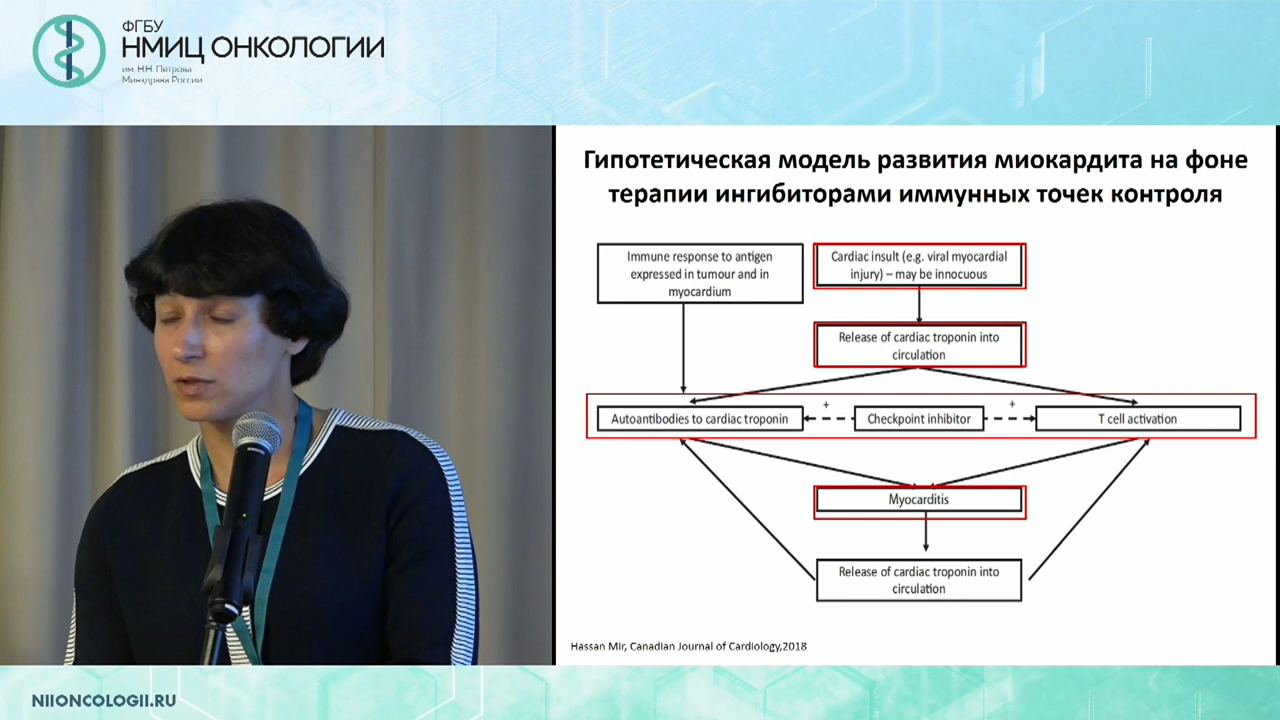 ФГБУ
НМИЦ ОНКОЛОГИИ
им. Н.Н. Петрова
Минздрава России
Гипотетическая модель развития миокардита на фоне
терапии ингибиторами иммунных точек контроля
Immune response to antigen
expressed in tumour and in
myocardium
Cardiac insult (e.g. viral myocardial
injury) – may be innocuous
Release of cardiac troponin into
circulation
+
+
Autoantibodies to cardiac troponin
Checkpoint inhibitor
T cell activation
Myocarditis
Release of cardiac troponin into
circulation
Hassan Mir, Canadian Journal of Cardiology,2018
NIIONCOLOGII.RU